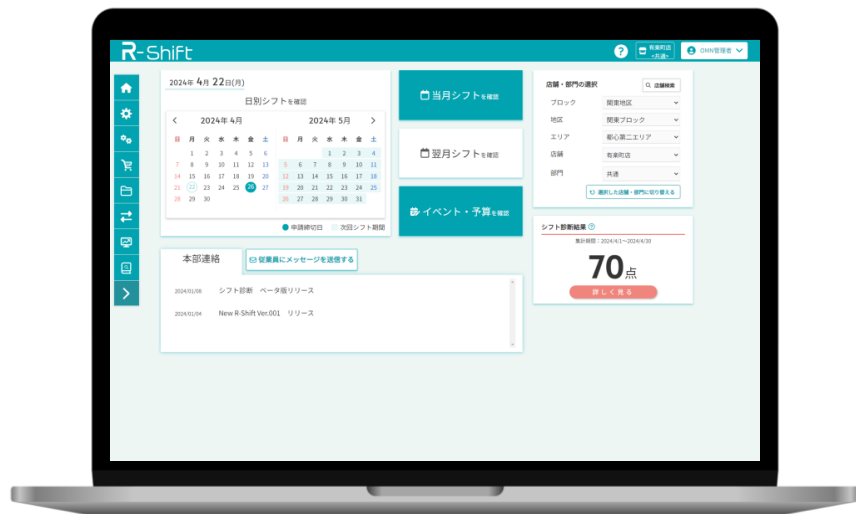 R-Shift
?
有楽町店
<共通>
OMN管理者
2024年 4月 22日(月)
日別シフトを確認
2024年 4月
日 月 火 水 木 金 土
1 2 3 4 5 6
7 8 9 10 11 12 13
14 15 16 17 18 19 20
21 22 23 24 25 26 27
28 29 30
2024年 5月
日 月 火 水 木 金 土
1 2 3 4
5 6 7 8 9 10 11
12 13 14 15 16 17 18
19 20 21 22 23 24 25
26 27 28 29 30 31
申請締切日 次回シフト期間
当月シフトを確認
翌月シフトを確認
イベント・予算を確認
店舗・部門の選択
店舗検索
ブロック 関東地区
地区 関東ブロック
エリア 都心第二エリア
店舗 有楽町店
部門 共通
選択した店舗・部門に切り替える
シフト診断結果 ?
集計期間：2024/4/1~2024/4/30
70点
詳しく見る
本部連絡
従業員にメッセージを送信する
シフト診断 ベータ版リリース
2024/01/04 New R-Shift Ver.001 リリース